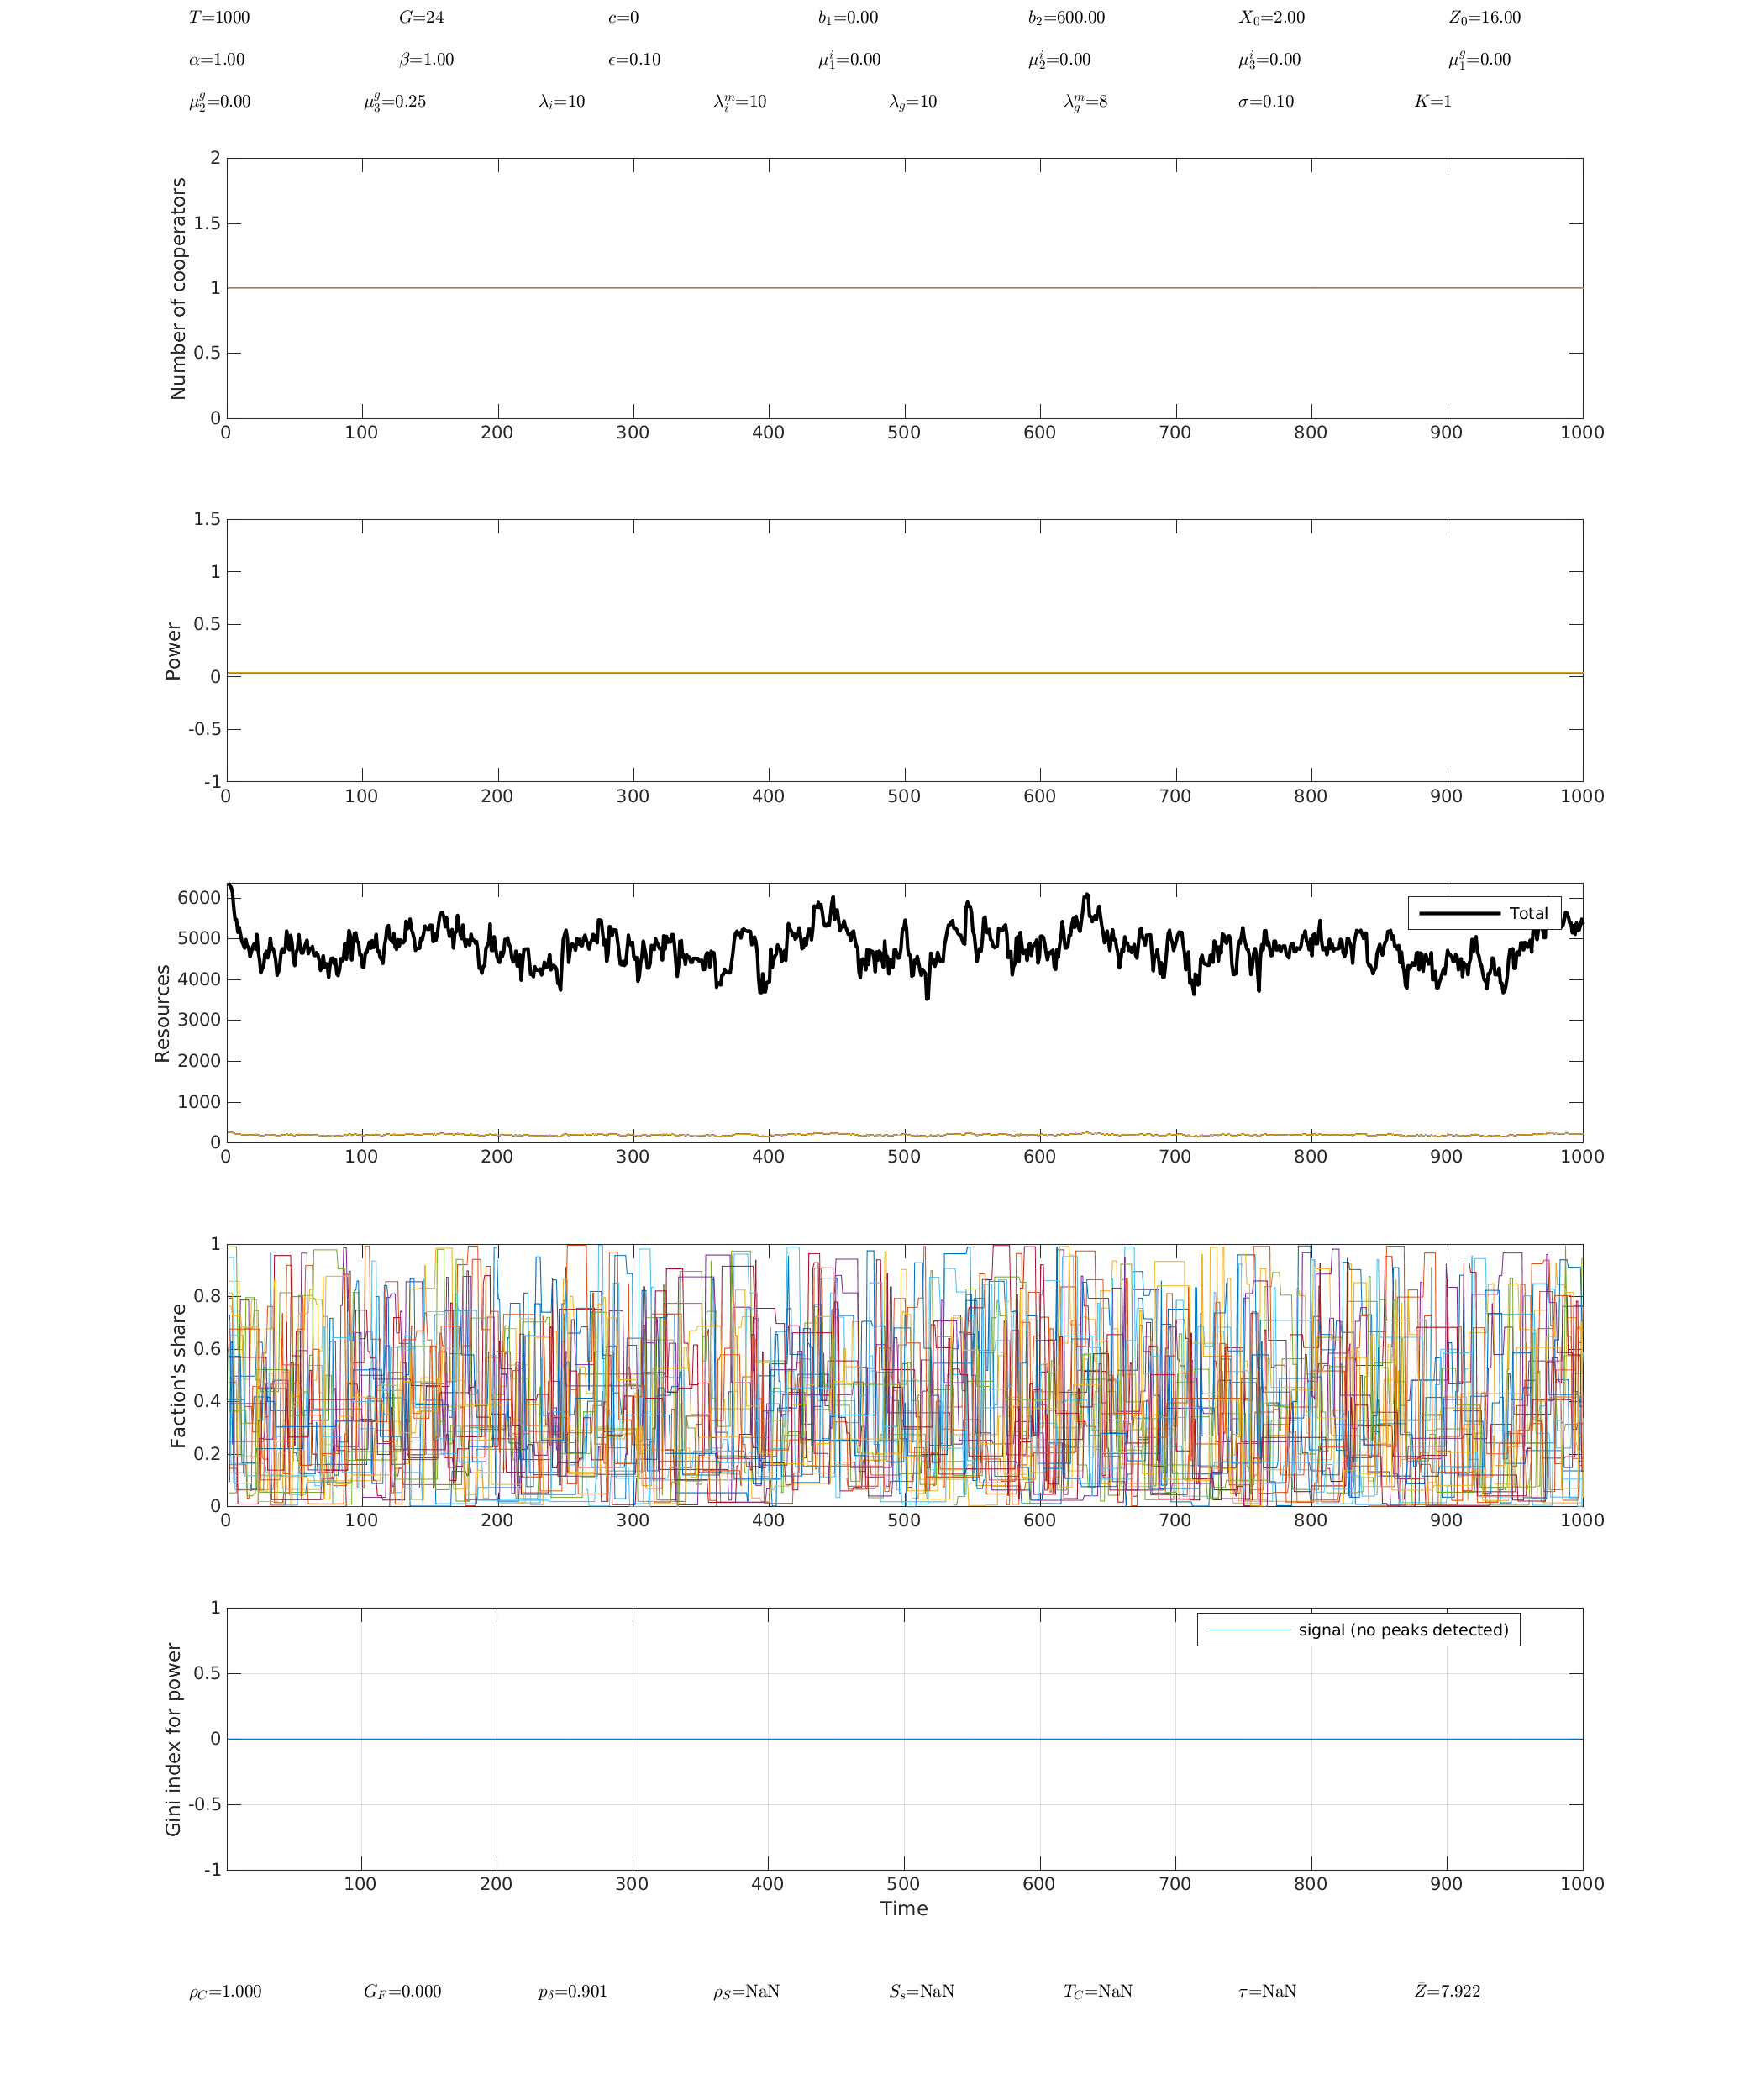 T=1000 G=24 c=0 b₁=0.00 b₂=600.00 X₀=2.00 Z₀=16.00
α=1.00 β=1.00 ϵ=0.10 μ₁ⁱ=0.00 μ₂ⁱ=0.00 μ₃ⁱ=0.00 μ₁ᵍ=0.00
μ₂ᵍ=0.00 μ₃ᵍ=0.25 λᵢ=10 λᵢᵐ=10 λ_g=10 λ_gᵐ=8 σ=0.10 K=1
Number of cooperators
2
1.5
1
0.5
0
0 100 200 300 400 500 600 700 800 900 1000
Power
1.5
1
0.5
0
-0.5
-1
0 100 200 300 400 500 600 700 800 900 1000
Resources
6000
5000
4000
3000
2000
1000
0
Total
0 100 200 300 400 500 600 700 800 900 1000
Faction's share
1
0.8
0.6
0.4
0.2
0
0 100 200 300 400 500 600 700 800 900 1000
Gini index for power
1
0.5
0
-0.5
-1
signal (no peaks detected)
100 200 300 400 500 600 700 800 900 1000
Time
ρ_C=1.000 G_F=0.000 p_δ=0.901 ρ_S=NaN S_s=NaN T_C=NaN τ=NaN Z̄=7.922